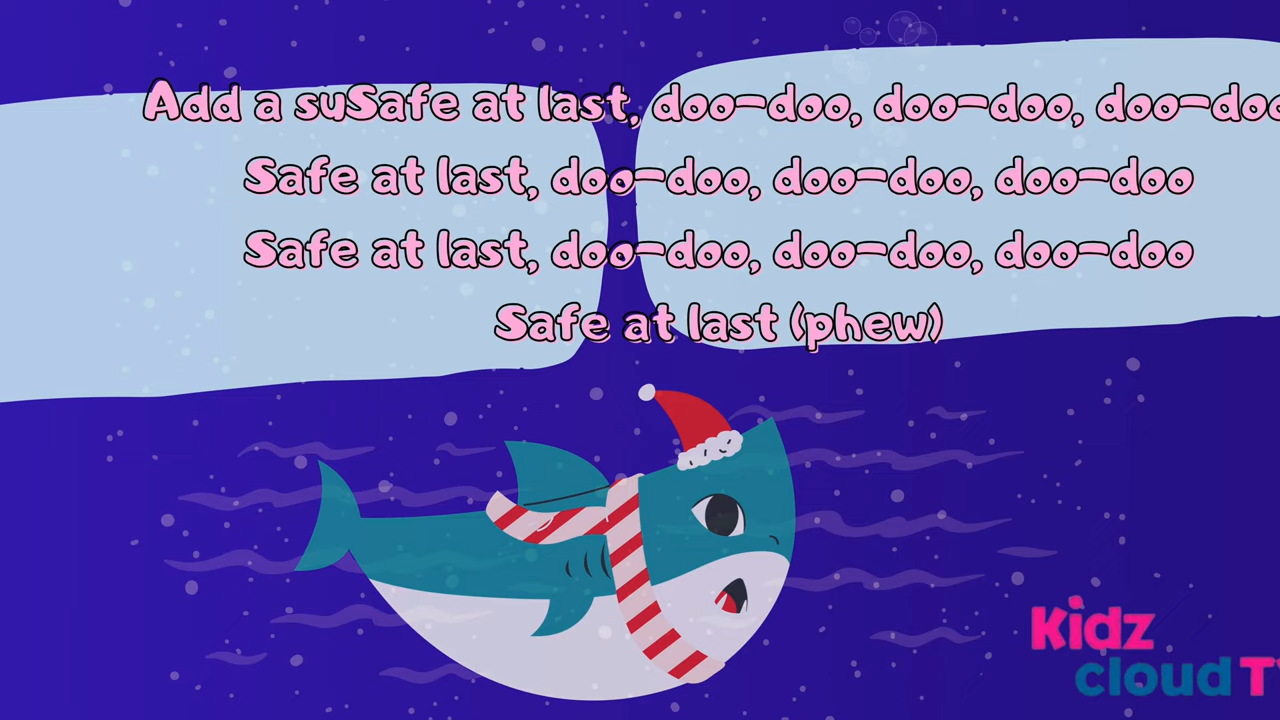 Add a suSafe at last, doo-doo, doo-doo, doo-doo
Safe at last, doo-doo, doo-doo, doo-doo
Safe at last, doo-doo, doo-doo, doo-doo
Safe at last (phew)
Kidz
cloud T